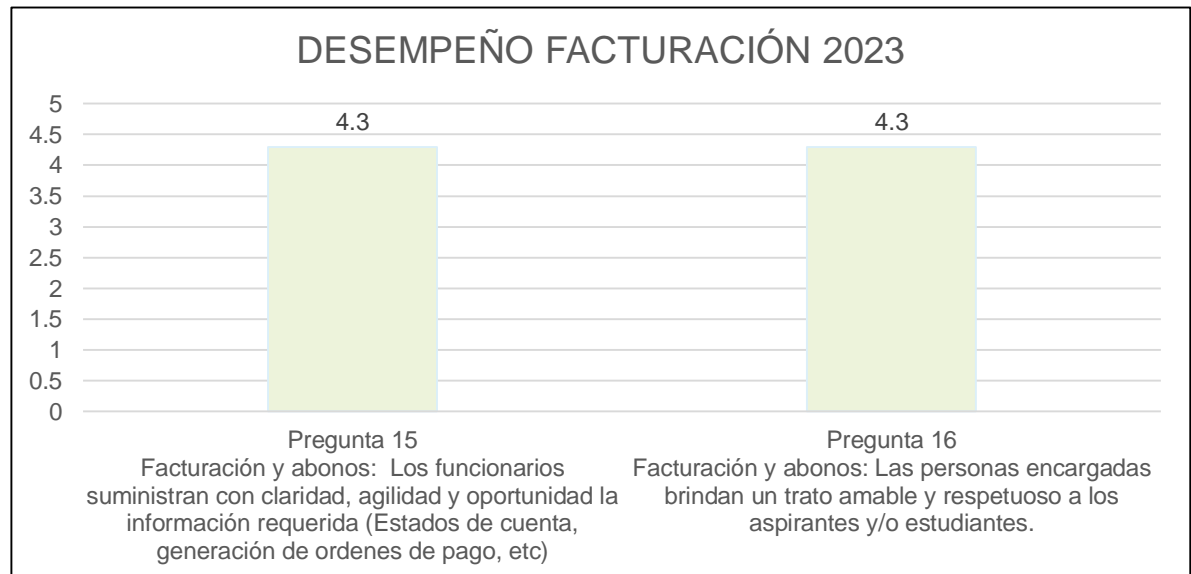 DESEMPEÑO FACTURACIÓN 2023
5
4.5
4
3.5
3
2.5
2
1.5
1
0.5
0
4.3
4.3
Pregunta 15
Facturación y abonos:  Los funcionarios
suministran con claridad, agilidad y oportunidad la
información requerida (Estados de cuenta,
generación de ordenes de pago, etc)
Pregunta 16
Facturación y abonos: Las personas encargadas
brindan un trato amable y respetuoso a los
aspirantes y/o estudiantes.